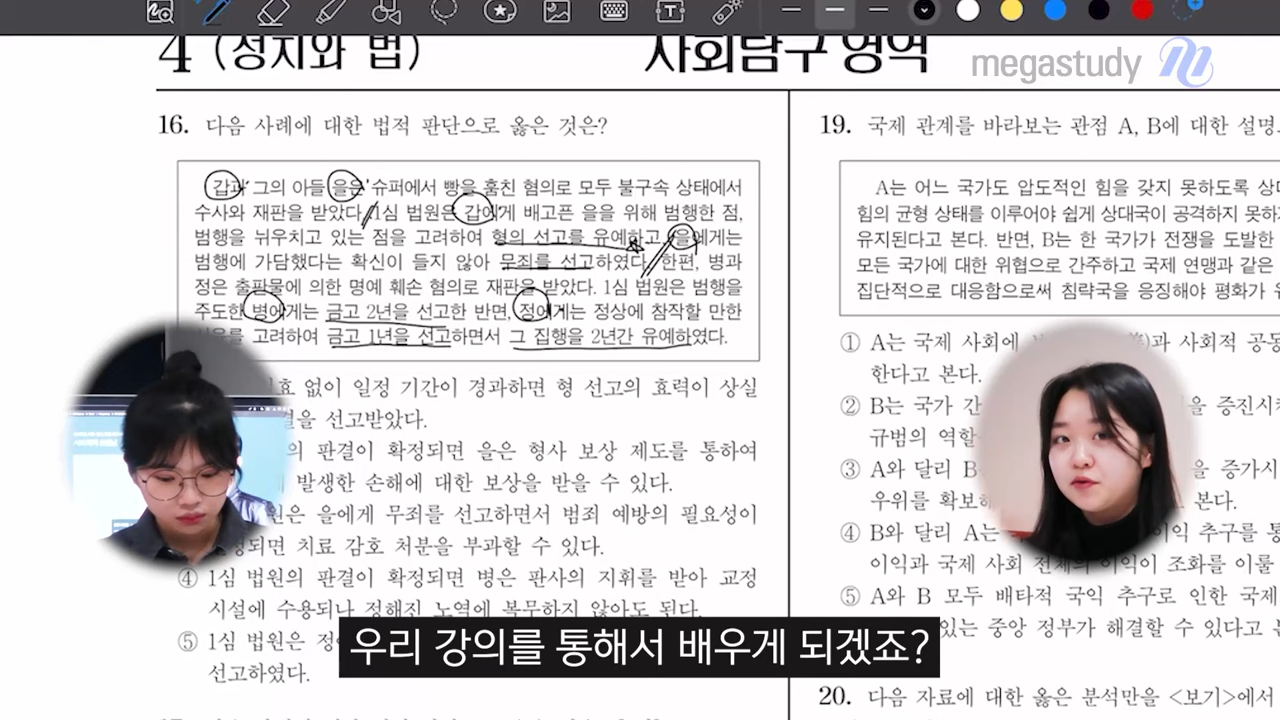 4 (정치와 법)
사회탐구 영역
megastudy
16. 다음 사례에 대한 법적 판단으로 옳은 것은?
갑과 그의 아들 을은 슈퍼에서 빵을 훔친 혐의로 모두 불구속 상태에서
수사와 재판을 받았다. 1심 법원은 갑에게 배고픈 을을 위해 범행한 점,
범행을 뉘우치고 있는 점을 고려하여 형의 선고를 유예하고 을에게는
범행에 가담했다는 확신이 들지 않아 무죄를 선고하였다. 한편, 병과
정은 출판물에 의한 명예 훼손 혐의로 재판을 받았다. 1심 법원은 범행을
주도한 병에게는 금고 2년을 선고한 반면, 정에게는 정상에 참작할 만한
사유를 고려하여 금고 1년을 선고하면서 그 집행을 2년간 유예하였다.
없이 일정 기간이 경과하면 형 선고의 효력이 상실
선고받았다.
판결이 확정되면 을은 형사 보상 제도를 통하여
발생한 손해에 대한 보상을 받을 수 있다.
을에게 무죄를 선고하면서 범죄 예방의 필요성이
치료 감호 처분을 부과할 수 있다.
④ 1심 법원의 판결이 확정되면 병은 판사의 지휘를 받아 교정
시설에 수용되나 정해진 노역에 복무하지 않아도 된다.
⑤ 1심 법원은
선고하였다.
19. 국제 관계를 바라보는 관점 A, B에 대한 설명
A는 어느 국가도 압도적인 힘을 갖지 못하도록
힘의 균형 상태를 이루어야 쉽게 상대국이 공격하지 못하
유지된다고 본다. 반면, B는 한 국가가 전쟁을 도발한
모든 국가에 대한 위협으로 간주하고 국제 연맹과 같은
집단적으로 대응함으로써 침략국을 응징해야 평화가
① A는 국제 사회에 사회적 공동
한다고 본다.
② B는 국가 증진시키
규범의 역할
③ A와 달리 증가시
우위를 확보해 본다.
④ B와 달리 A는 이익 추구를
이익과 국제 사회 전체의 이익이 조화를 이룰
⑤ A와 B 모두 배타적 국익 추구로 인한 국제
있는 중앙 정부가 해결할 수 있다고
20. 다음 자료에 대한 옳은 분석만을 <보기>에서
우리 강의를 통해서 배우게 되겠죠?